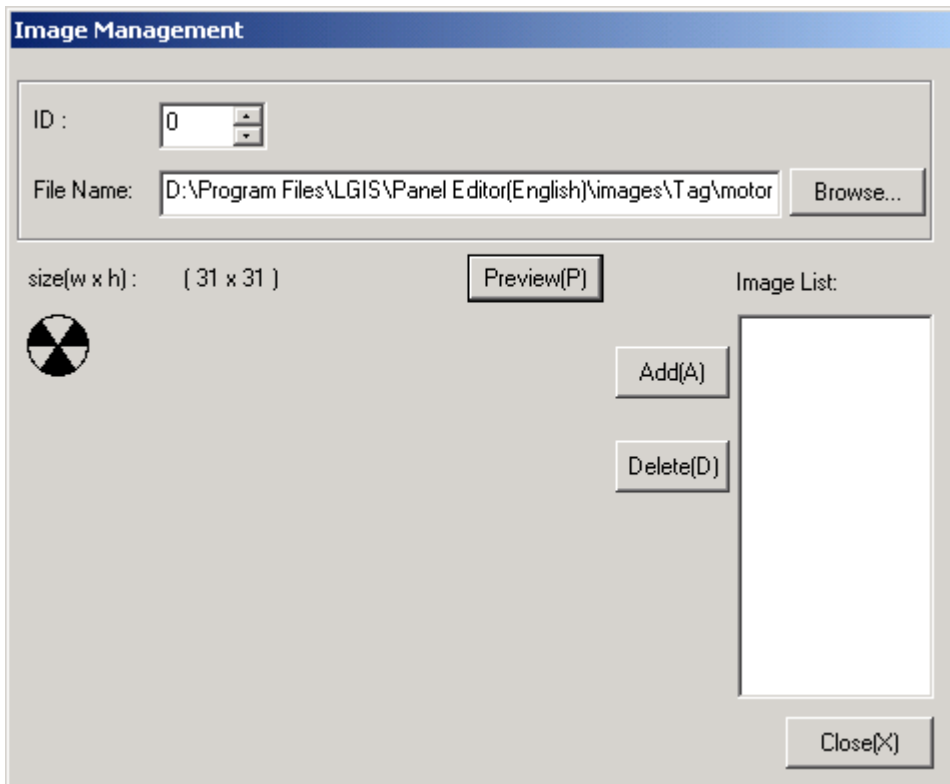 Image Management
ID :
0
File Name:
D:\Program Files\LGIS\Panel Editor(English)\images\Tag\motor
Browse...
size(w x h) :
( 31 x 31 )
Preview(P)
Image List:
Add(A)
Delete(D)
Close(X)